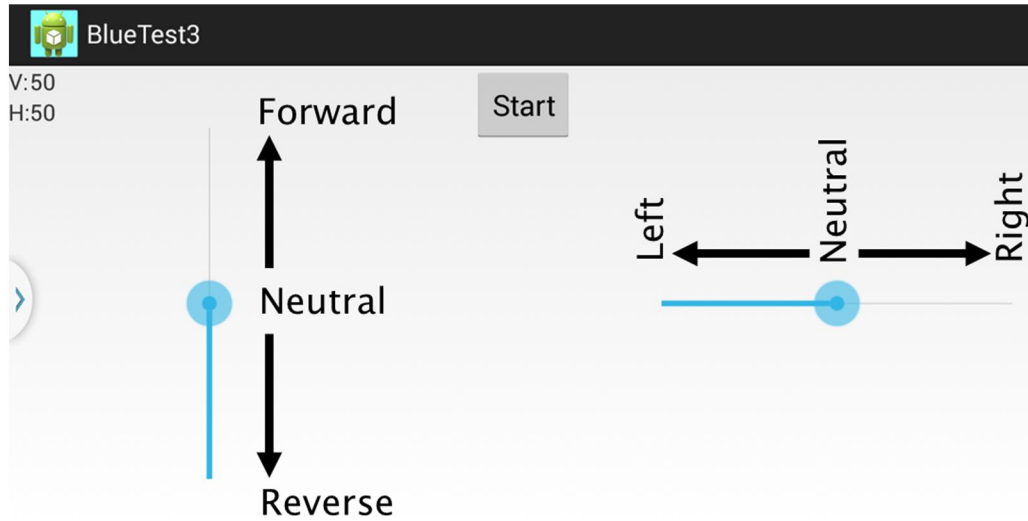 BlueTest3
V:50
H:50
Start
Forward
Neutral
Reverse
Left
Neutral
Right